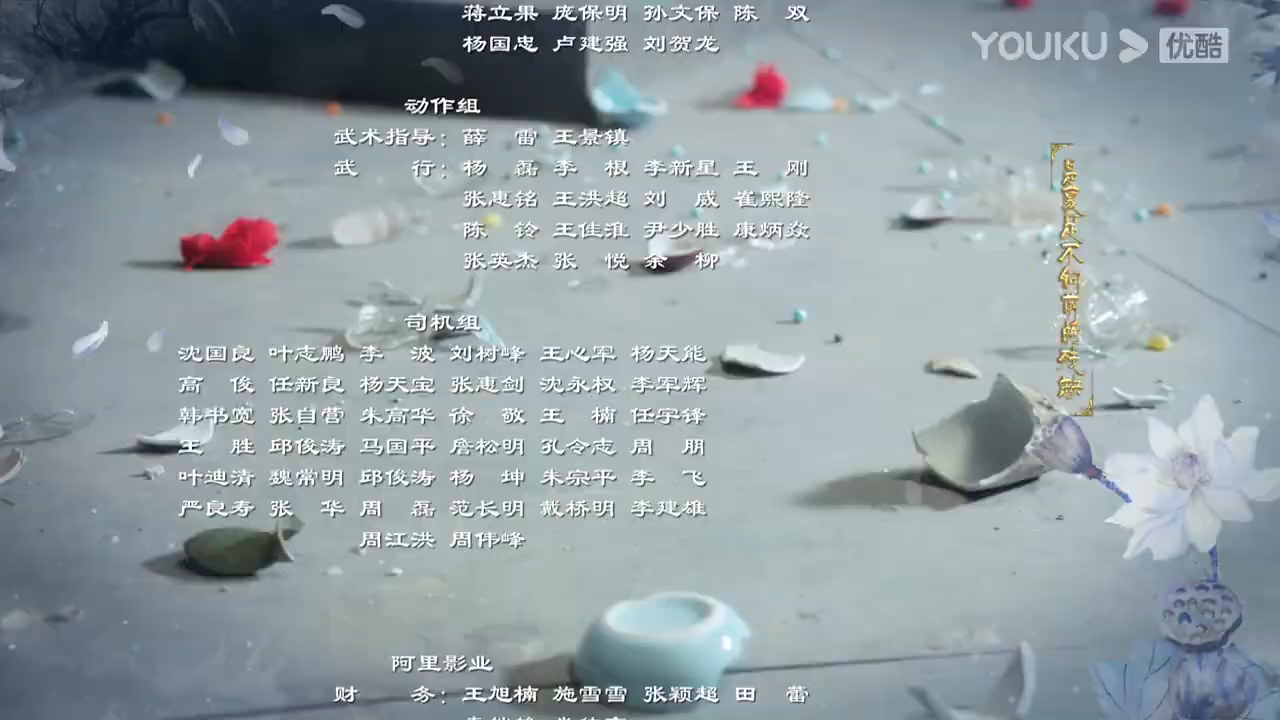 蒋立果 庞保明 孙文保 陈 双
杨国忠 卢建强 刘贺龙
YOUKU 优酷
动作组
武术指导：薛 雷 王景镇
武 行：杨 磊 李 根 李新星 王 刚
张惠铭 王洪超 刘 威 崔熙隆
陈 铃 王佳淮 尹少胜 康炳焱
张英杰 张 悦 余 柳
司机组
沈国良 叶志鹏 李 波 刘树峰 王心军 杨天能
高 俊 任新良 杨天宝 张惠剑 沈永权 李军辉
韩书宽 张自营 朱高华 徐 敬 王 楠 任宇锋
王 胜 邱俊涛 马国平 詹松明 孔令志 周 朋
叶迪清 魏常明 邱俊涛 杨 坤 朱宗平 李 飞
严良寿 张 华 周 磊 范长明 戴桥明 李建雄
周江洪 周伟峰
阿里影业
财 务：王旭楠 施雪雪 张颖超 田 蕾